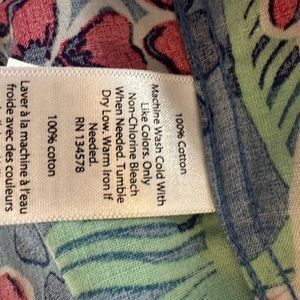 100% Cotton
Machine Wash Cold With
Like Colors. Only
Non-Chlorine Bleach
When Needed. Tumble
Dry Low. Warm Iron If
Needed.
RN 134578
100% coton
Laver à la machine à l'eau
froide avec des couleurs